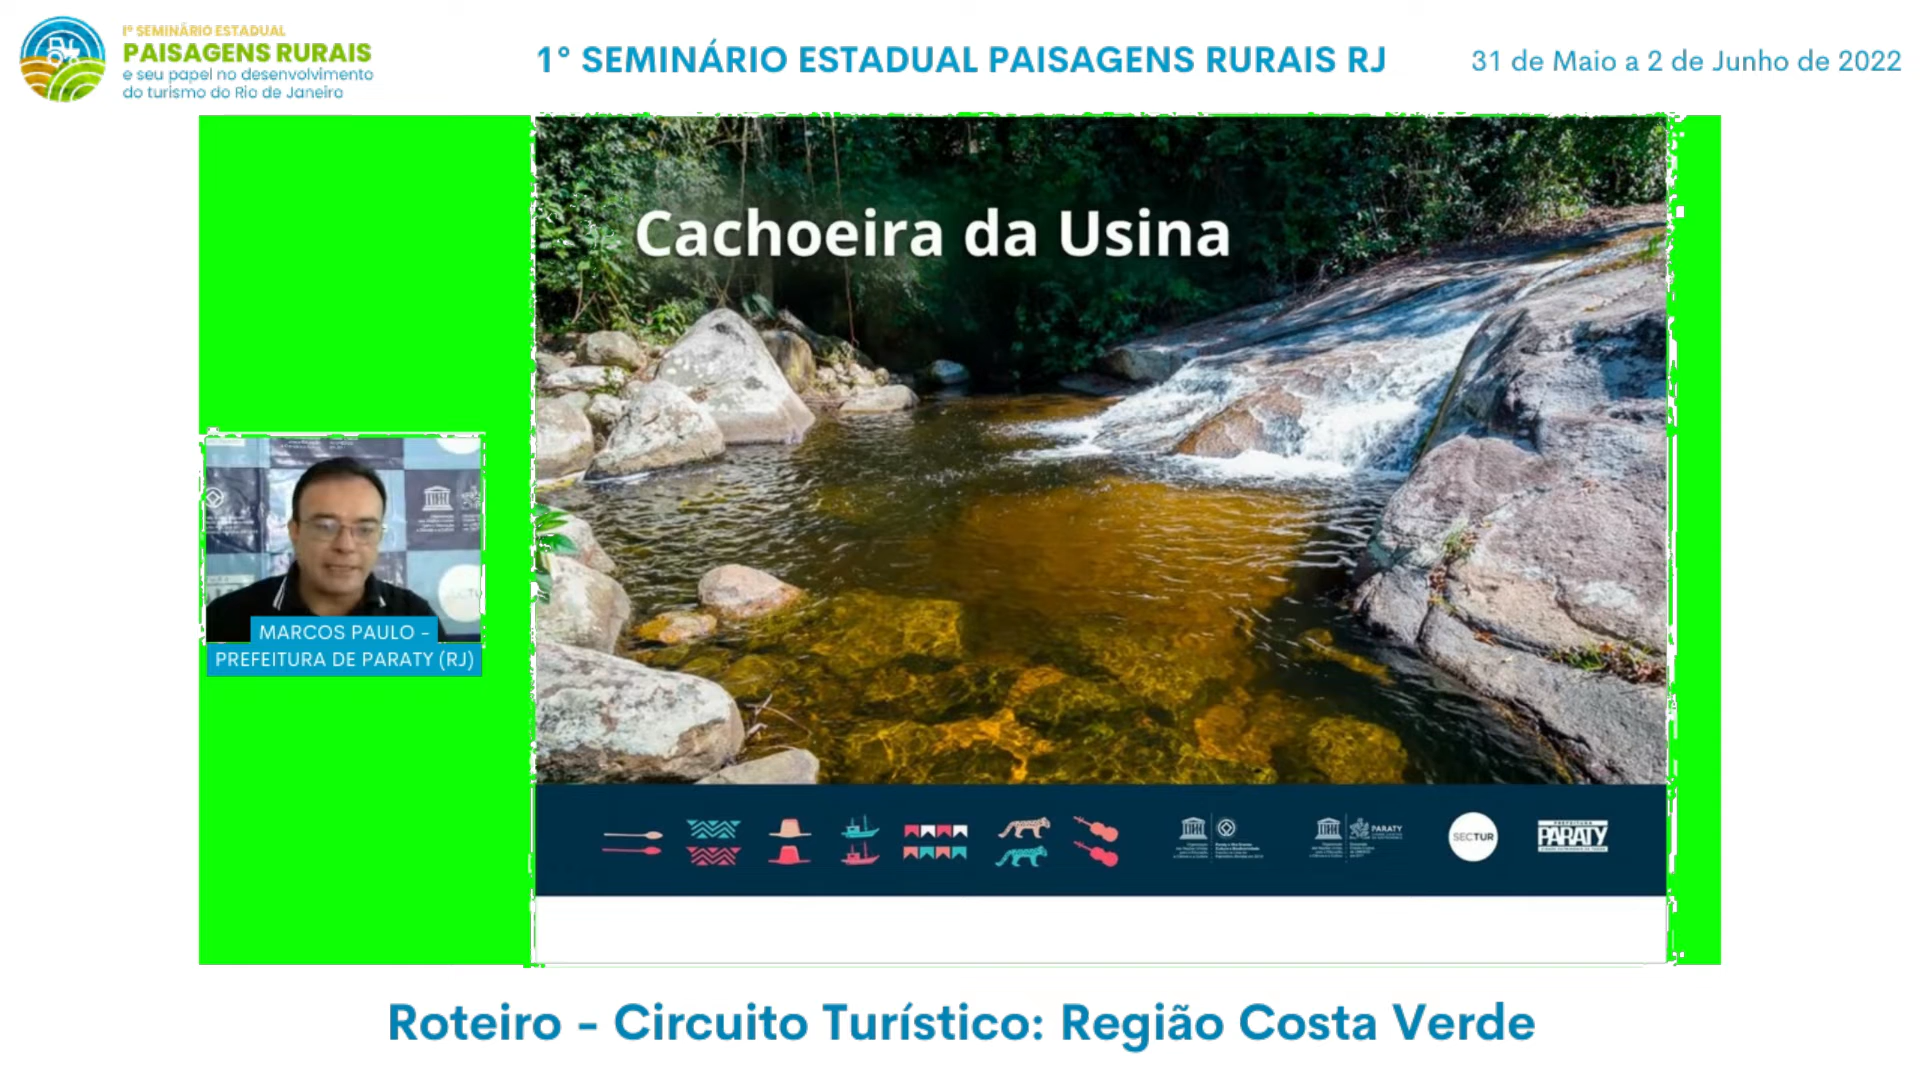 1º SEMINÁRIO ESTADUAL
PAISAGENS RURAIS
e seu papel no desenvolvimento
do turismo do Rio de Janeiro
1° SEMINÁRIO ESTADUAL PAISAGENS RURAIS RJ
31 de Maio a 2 de Junho de 2022
Cachoeira da Usina
MARCOS PAULO -
PREFEITURA DE PARATY (RJ)
PARATY
SECTUR
PREFEITURA
PARATY
Roteiro - Circuito Turístico: Região Costa Verde